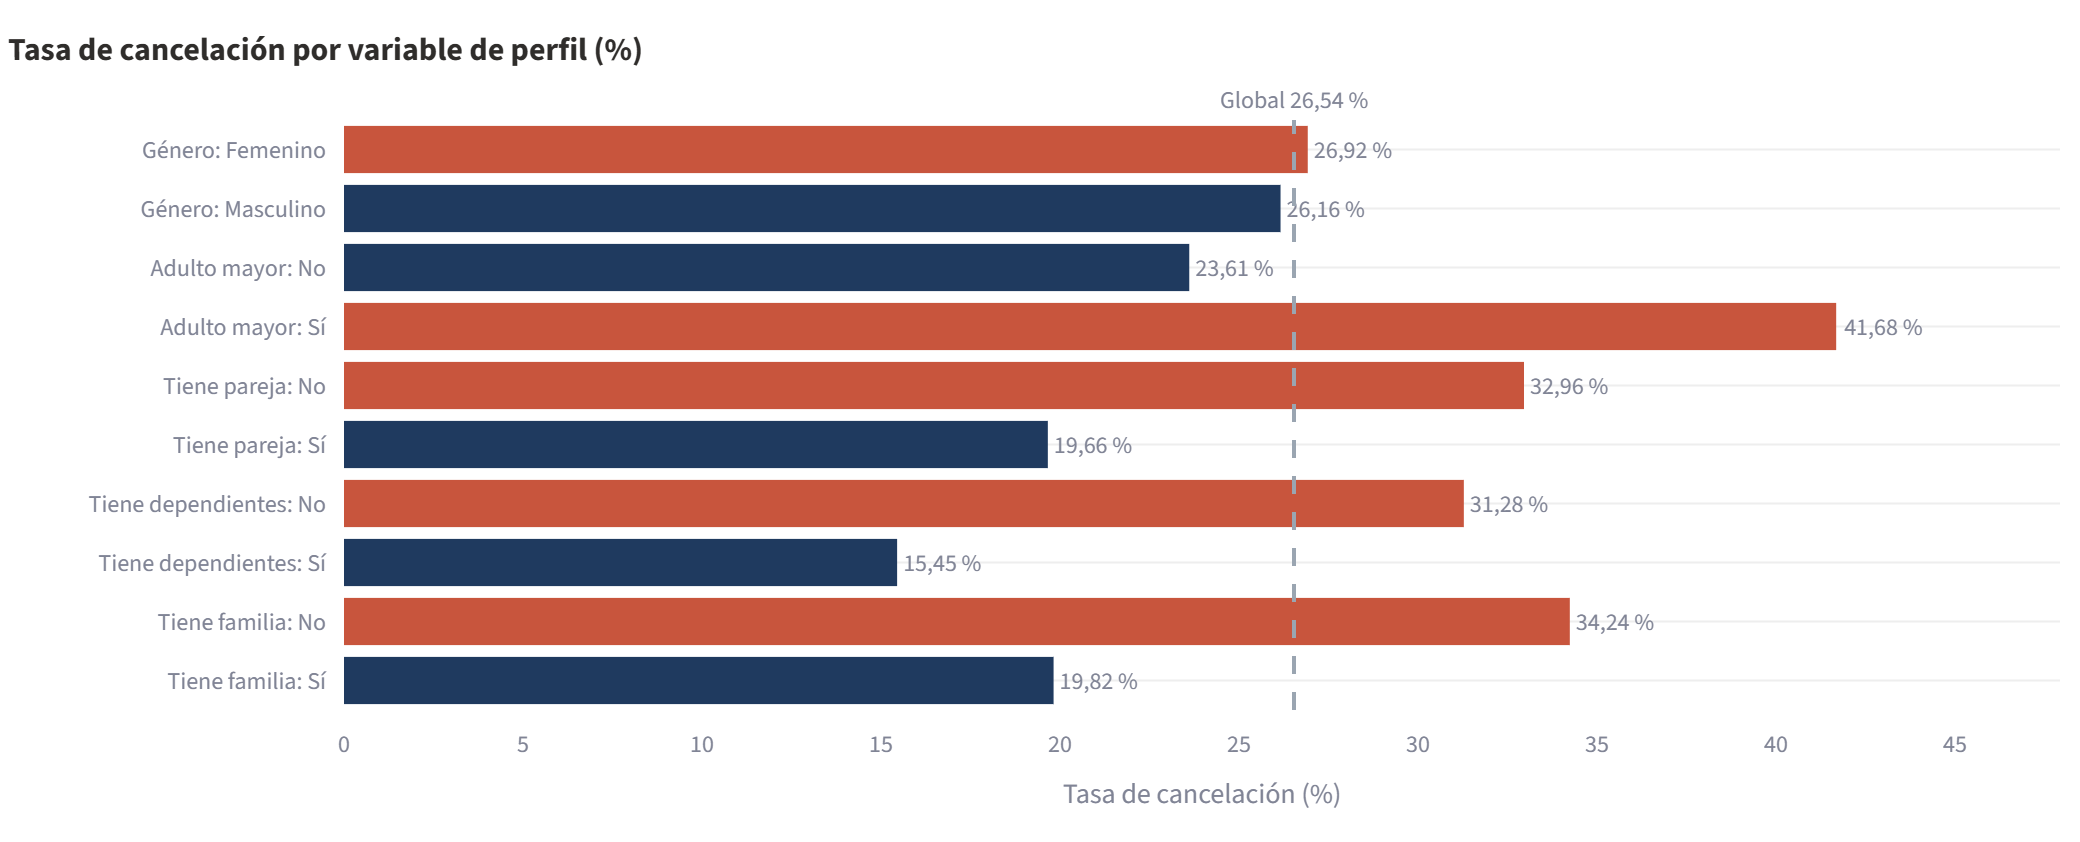 Tasa de cancelación por variable de perfil (%)
Global 26,54 %
Género: Femenino 26,92 %
Género: Masculino 26,16 %
Adulto mayor: No 23,61 %
Adulto mayor: Sí 41,68 %
Tiene pareja: No 32,96 %
Tiene pareja: Sí 19,66 %
Tiene dependientes: No 31,28 %
Tiene dependientes: Sí 15,45 %
Tiene familia: No 34,24 %
Tiene familia: Sí 19,82 %
0 5 10 15 20 25 30 35 40 45
Tasa de cancelación (%)